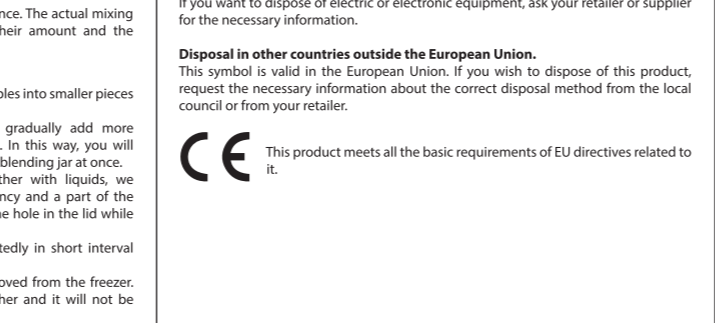 nce. The actual mixing
heir amount and the
les into smaller pieces
gradually add more
. In this way, you will
blending jar at once.
ther with liquids, we
ncy and a part of the
e hole in the lid while
tedly in short interval
oved from the freezer.
her and it will not be
If you want to dispose of electric or electronic equipment, ask your retailer or supplier
for the necessary information.
Disposal in other countries outside the European Union.
This symbol is valid in the European Union. If you wish to dispose of this product,
request the necessary information about the correct disposal method from the local
council or from your retailer.
CE
This product meets all the basic requirements of EU directives related to
it.